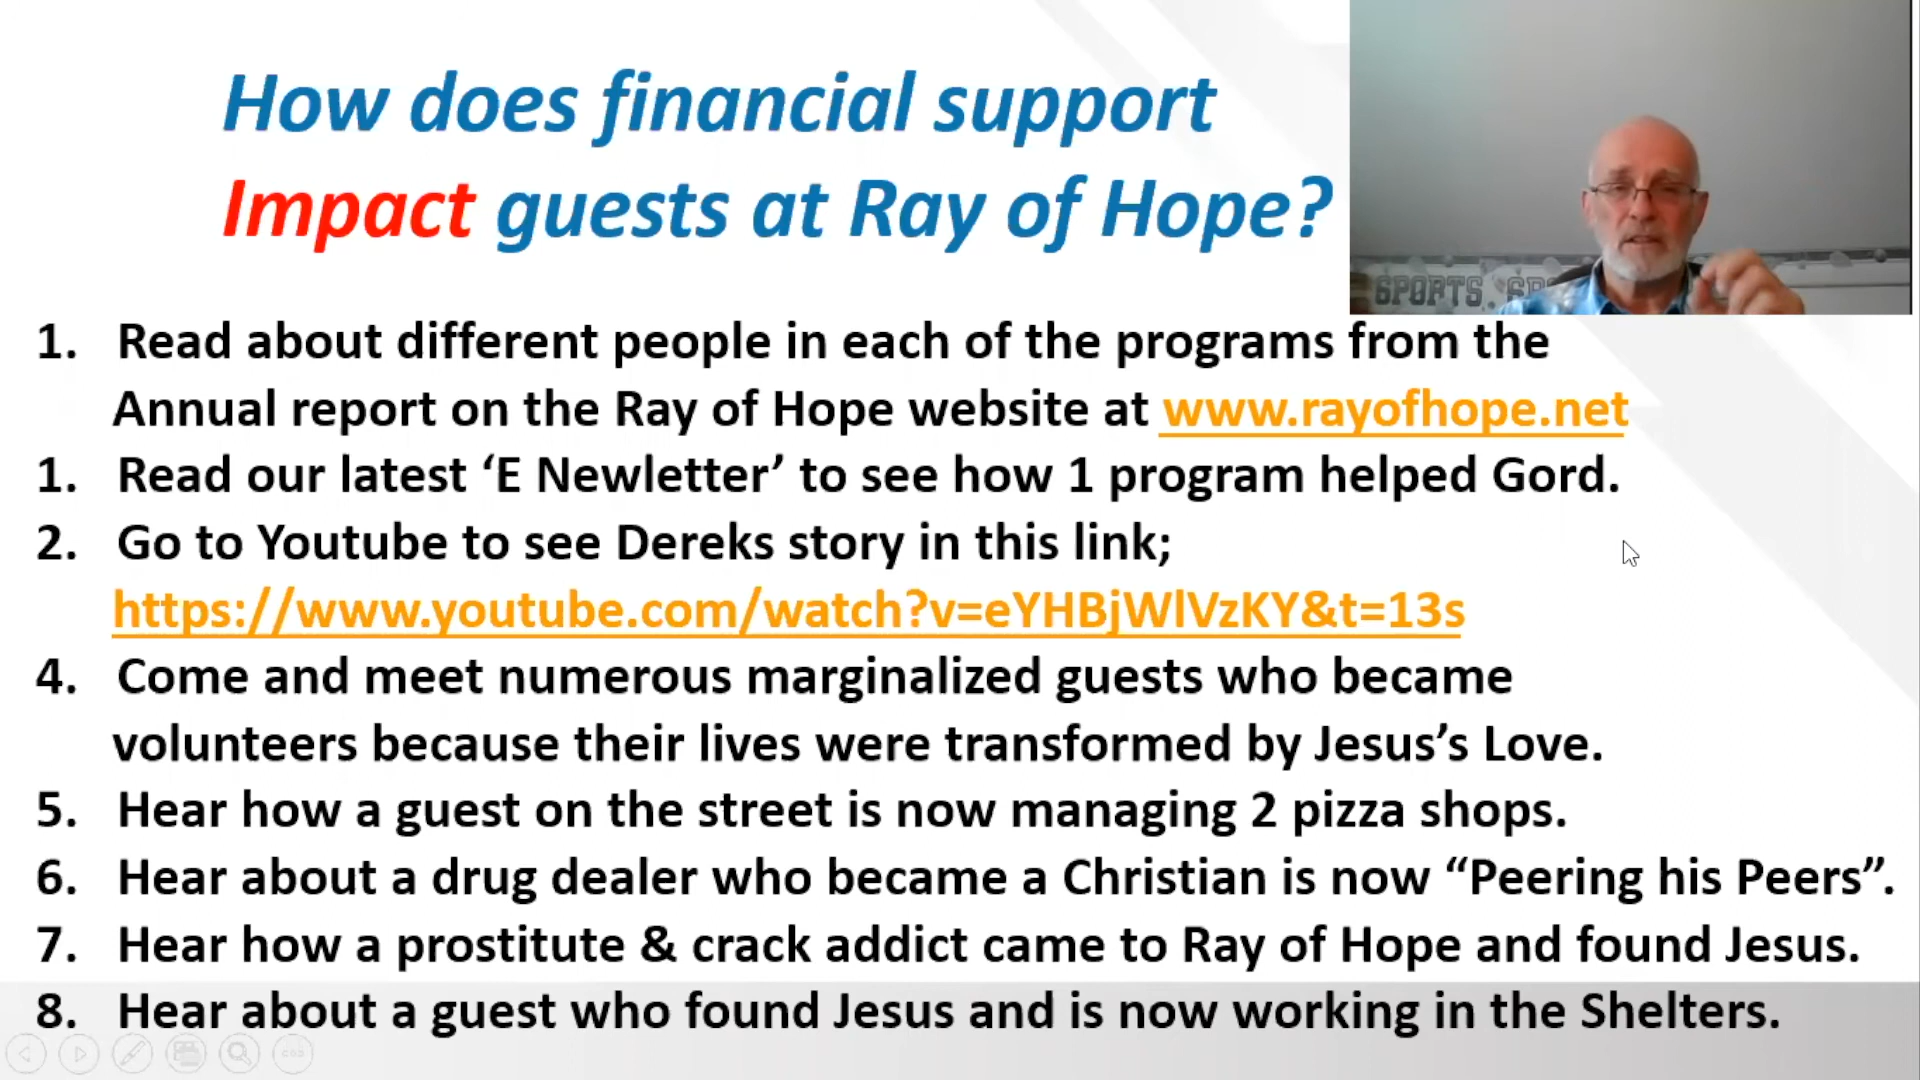 How does financial support
Impact guests at Ray of Hope?
SPORTS.
1. Read about different people in each of the programs from the
Annual report on the Ray of Hope website at www.rayofhope.net
1. Read our latest ‘E Newletter’ to see how 1 program helped Gord.
2. Go to Youtube to see Dereks story in this link;
https://www.youtube.com/watch?v=eYHBjWlVzKY&t=13s
4. Come and meet numerous marginalized guests who became
volunteers because their lives were transformed by Jesus’s Love.
5. Hear how a guest on the street is now managing 2 pizza shops.
6. Hear about a drug dealer who became a Christian is now “Peering his Peers”.
7. Hear how a prostitute & crack addict came to Ray of Hope and found Jesus.
8. Hear about a guest who found Jesus and is now working in the Shelters.